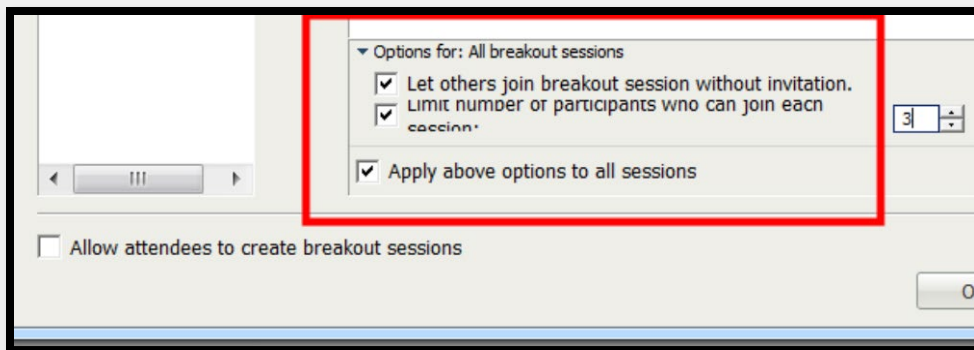 Options for: All breakout sessions
Let others join breakout session without invitation.
Limit number of participants who can join each
session:
3
Apply above options to all sessions
Allow attendees to create breakout sessions